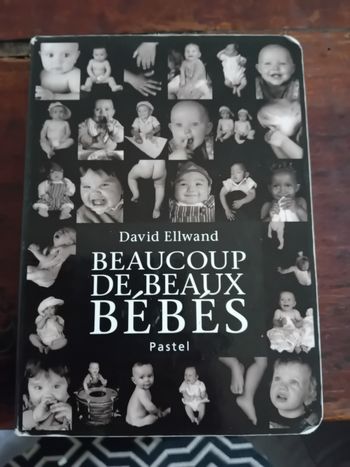 David Ellwand
BEAUCOUP
DE BEAUX
BÉBÉS
Pastel